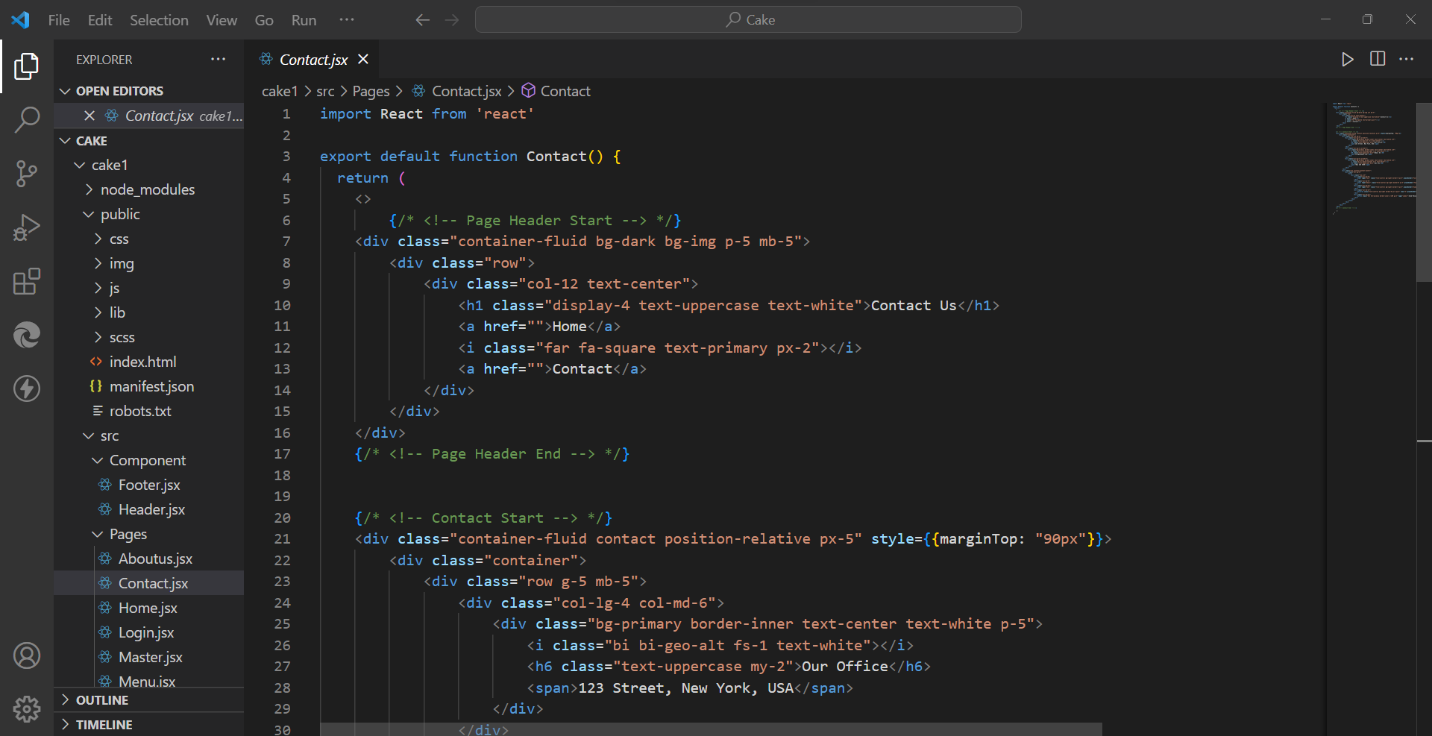 File Edit Selection View Go Run ···
Cake
EXPLORER
OPEN EDITORS
Contact.jsx cake1...
CAKE
cake1
node_modules
public
css
img
js
lib
scss
index.html
manifest.json
robots.txt
src
Component
Footer.jsx
Header.jsx
Pages
Aboutus.jsx
Contact.jsx
Home.jsx
Login.jsx
Master.jsx
Menu.jsx
OUTLINE
TIMELINE
Contact.jsx
cake1 > src > Pages > Contact.jsx > Contact
1 import React from 'react'
2
3 export default function Contact() {
4 return (
5 <>
6 {/* <!-- Page Header Start --> */}
7 <div class="container-fluid bg-dark bg-img p-5 mb-5">
8 <div class="row">
9 <div class="col-12 text-center">
10 <h1 class="display-4 text-uppercase text-white">Contact Us</h1>
11 <a href="">Home</a>
12 <i class="far fa-square text-primary px-2"></i>
13 <a href="">Contact</a>
14 </div>
15 </div>
16 </div>
17 {/* <!-- Page Header End --> */}
18
19
20 {/* <!-- Contact Start --> */}
21 <div class="container-fluid contact position-relative px-5" style={{marginTop: "90px"}}>
22 <div class="container">
23 <div class="row g-5 mb-5">
24 <div class="col-lg-4 col-md-6">
25 <div class="bg-primary border-inner text-center text-white p-5">
26 <i class="bi bi-geo-alt fs-1 text-white"></i>
27 <h6 class="text-uppercase my-2">Our Office</h6>
28 <span>123 Street, New York, USA</span>
29 </div>
30 </div>